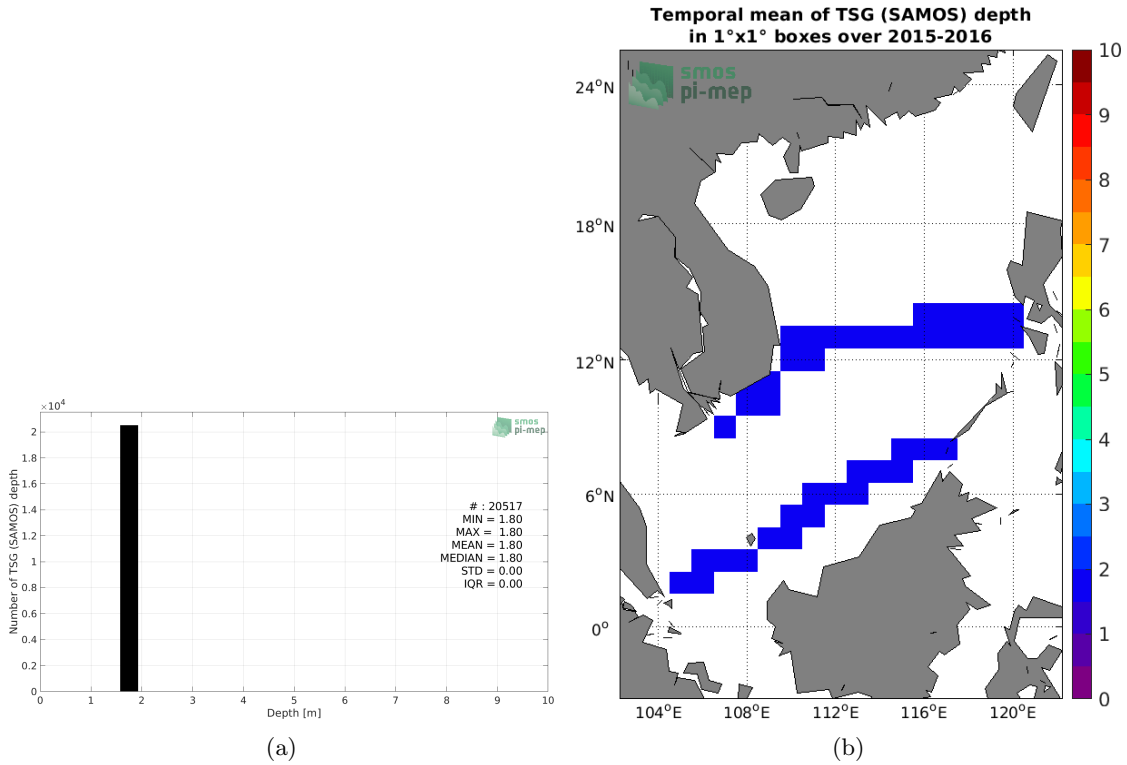 ×10⁴
2
1.8
1.6
1.4
1.2
1
0.8
0.6
0.4
0.2
0
Number of TSG (SAMOS) depth
smos
pi-mep
# : 20517
MIN = 1.80
MAX = 1.80
MEAN = 1.80
MEDIAN = 1.80
STD = 0.00
IQR = 0.00
0 1 2 3 4 5 6 7 8 9 10
Depth [m]
(a)
Temporal mean of TSG (SAMOS) depth
in 1°x1° boxes over 2015-2016
smos
pi-mep
24°N
18°N
12°N
6°N
0°
104°E 108°E 112°E 116°E 120°E
10
9
8
7
6
5
4
3
2
1
0
(b)